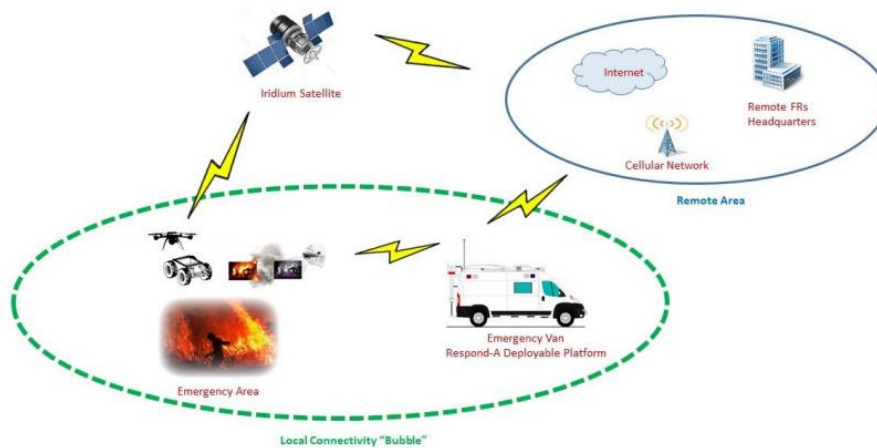 Iridium Satellite
Internet
Remote FRs
Headquarters
Cellular Network
Remote Area
Emergency Van
Respond-A Deployable Platform
Emergency Area
Local Connectivity "Bubble"